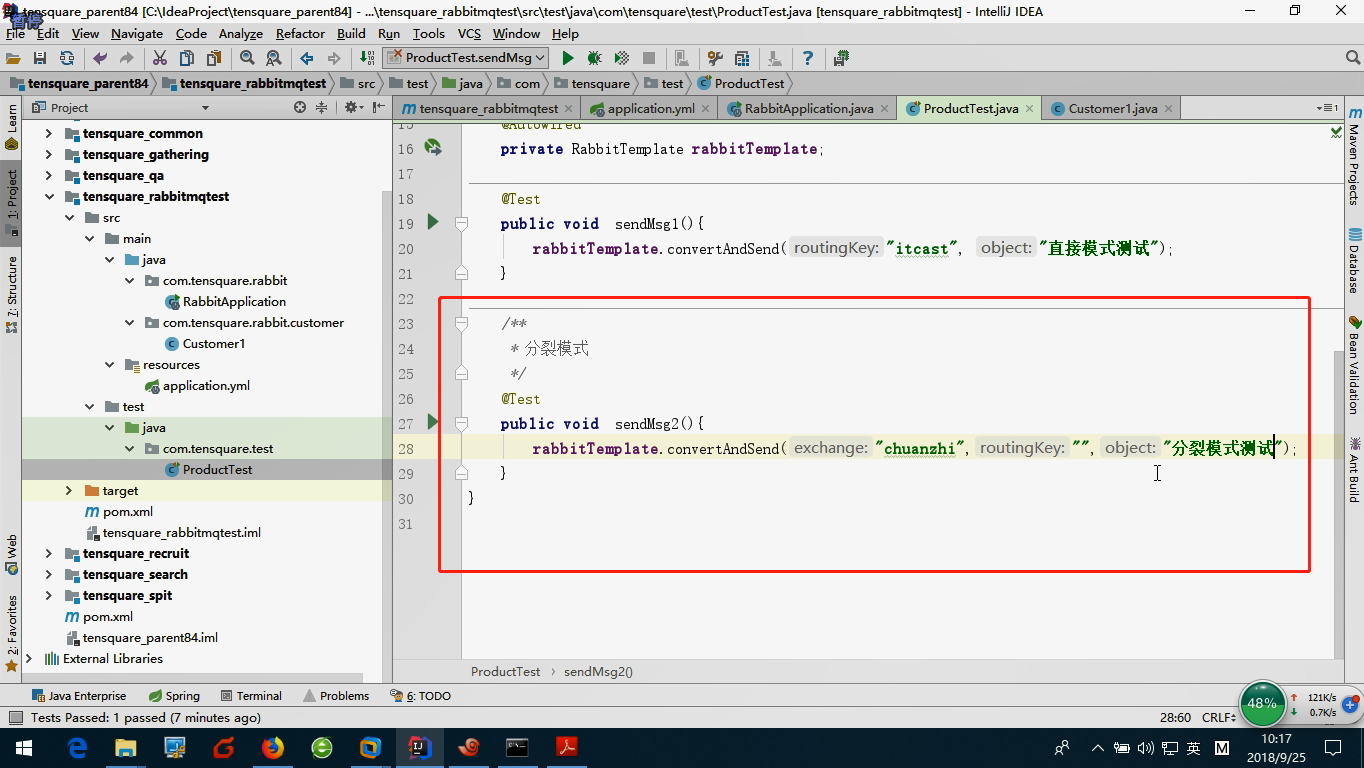 tensquare_parent84 [C:\IdeaProject\tensquare_parent84] - ...\tensquare_rabbitmqtest\src\test\java\com\tensquare\test\ProductTest.java [tensquare_rabbitmqtest] - IntelliJ IDEA
暂停
File Edit View Navigate Code Analyze Refactor Build Run Tools VCS Window Help
ProductTest.sendMsg
tensquare_parent84 tensquare_rabbitmqtest src test java com tensquare test ProductTest
Project
tensquare_rabbitmqtest application.yml RabbitApplication.java ProductTest.java Customer1.java
Learn
1: Project
7: Structure
Web
2: Favorites
tensquare_common
tensquare_gathering
tensquare_qa
tensquare_rabbitmqtest
src
main
java
com.tensquare.rabbit
RabbitApplication
com.tensquare.rabbit.customer
Customer1
resources
application.yml
test
java
com.tensquare.test
ProductTest
target
pom.xml
tensquare_rabbitmqtest.iml
tensquare_recruit
tensquare_search
tensquare_spit
pom.xml
tensquare_parent84.iml
External Libraries
15 @Autowired
16 private RabbitTemplate rabbitTemplate;
17
18 @Test
19 public void sendMsg1(){
20 rabbitTemplate.convertAndSend( routingKey: "itcast", object: "直接模式测试");
21 }
22
23 /**
24 * 分裂模式
25 */
26 @Test
27 public void sendMsg2(){
28 rabbitTemplate.convertAndSend( exchange: "chuanzhi", routingKey: "", object: "分裂模式测试");
29 }
30 }
31
Maven Projects
Database
Bean Validation
Ant Build
ProductTest › sendMsg2()
Java Enterprise Spring Terminal Problems 6: TODO
Tests Passed: 1 passed (7 minutes ago)
28:60 CRLF
48%
121K/s
0.7K/s
英 M
10:17
2018/9/25